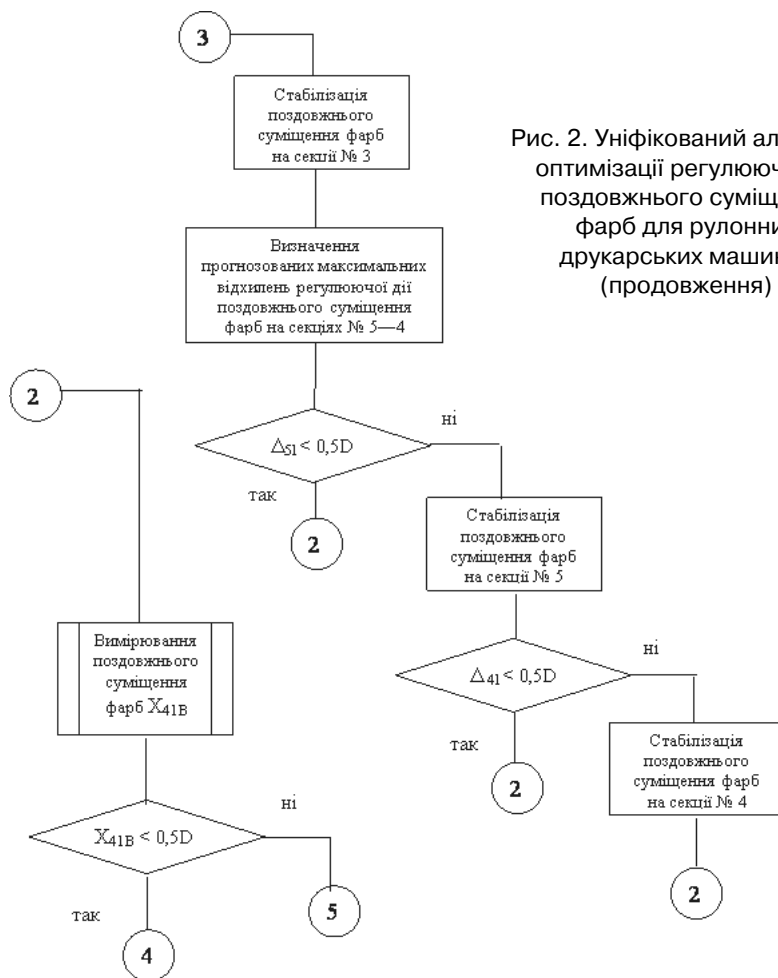 3
Стабілізація
поздовжнього
суміщення фарб
на секції № 3
Рис. 2. Уніфікований ал
оптимізації регулююч
поздовжнього суміщ
фарб для рулонни
друкарських машин
(продовження)
Визначення
прогнозованих максимальних
відхилень регулюючої дії
поздовжнього суміщення
фарб на секціях № 5—4
2
Δ51 < 0,5D
ні
так
2
Стабілізація
поздовжнього
суміщення фарб
на секції № 5
Δ41 < 0,5D
ні
так
2
Стабілізація
поздовжнього
суміщення фарб
на секції № 4
2
Вимірювання
поздовжнього
суміщення
фарб X41В
X41В < 0,5D
ні
так
5
4